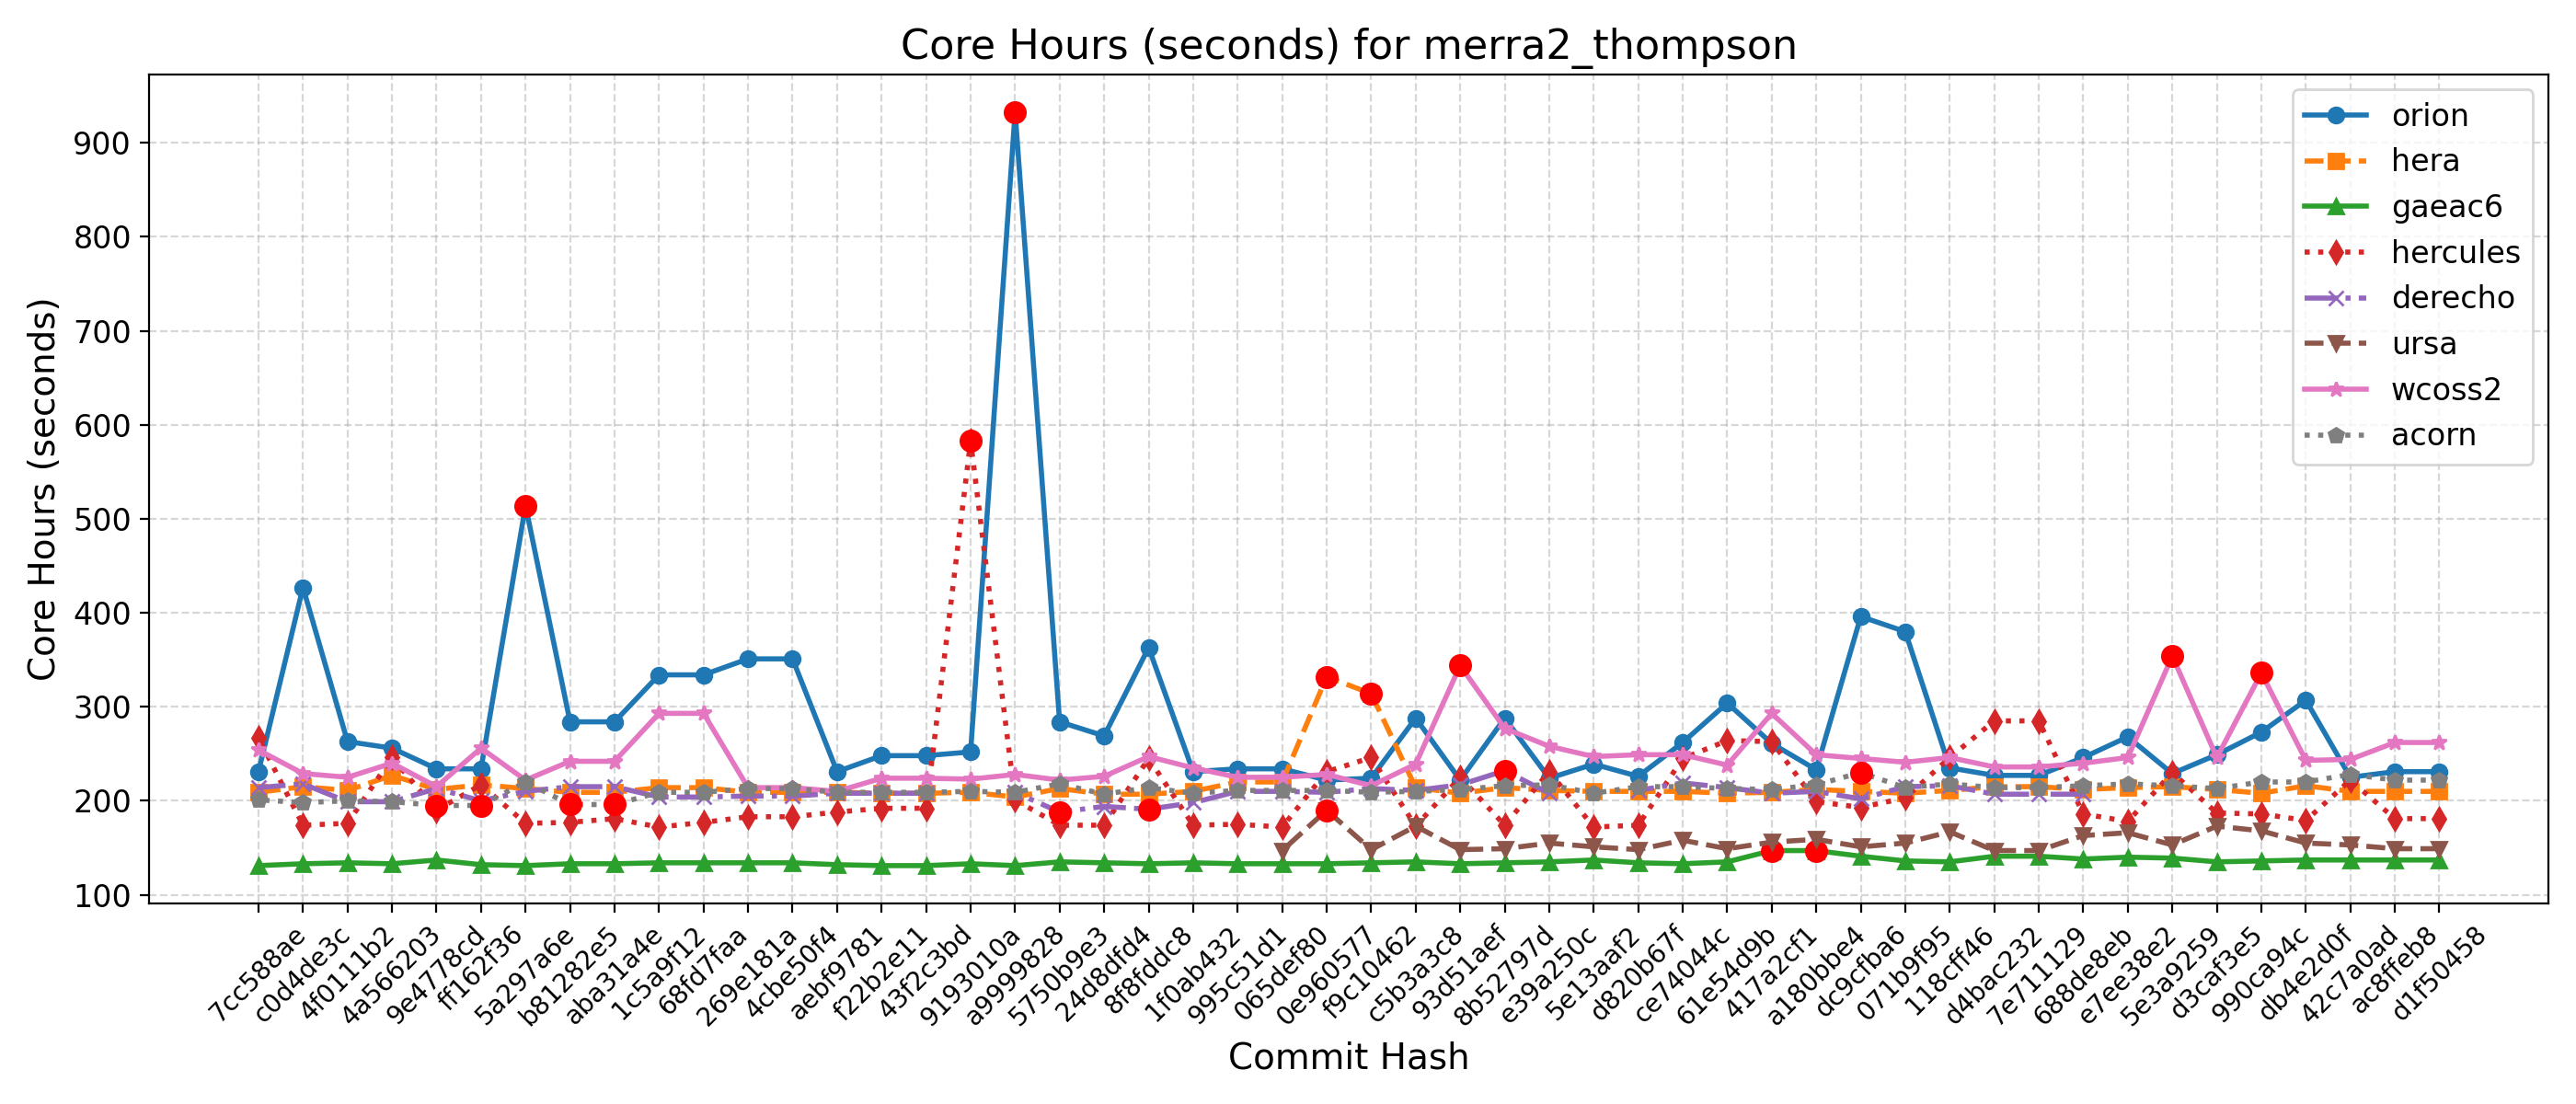 Core Hours (seconds) for merra2_thompson
Core Hours (seconds)
900
800
700
600
500
400
300
200
100
orion
hera
gaeac6
hercules
derecho
ursa
wcoss2
acorn
7cc588ae
c0d4de3c
4f0111b2
4a566203
9e4778cd
ff162f36
5a297a6e
b81282e5
aba31a4e
1c5a9f12
68fd7faa
269e181a
4cbe50f4
aebf9781
f22b2e11
43f2c3bd
9193010a
a9999828
5750b9e3
24d8dfd4
8f8fddc8
1f0ab432
995c51d1
065def80
0e960577
f9c10462
c5b3a3c8
93d51aef
8b52797d
e39a250c
5e13aaf2
d820b67f
ce74044c
61e54d9b
417a2cf1
a180bbe4
dc9cfba6
071b9f95
118cff46
d4bac232
7e711129
688de8eb
e7ee38e2
5e3a9259
d3caf3e5
990ca94c
db4e2d0f
42c7a0ad
ac8ffeb8
d1f50458
Commit Hash